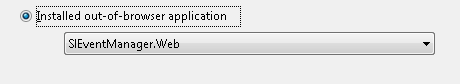 Installed out-of-browser application
SlEventManager.Web